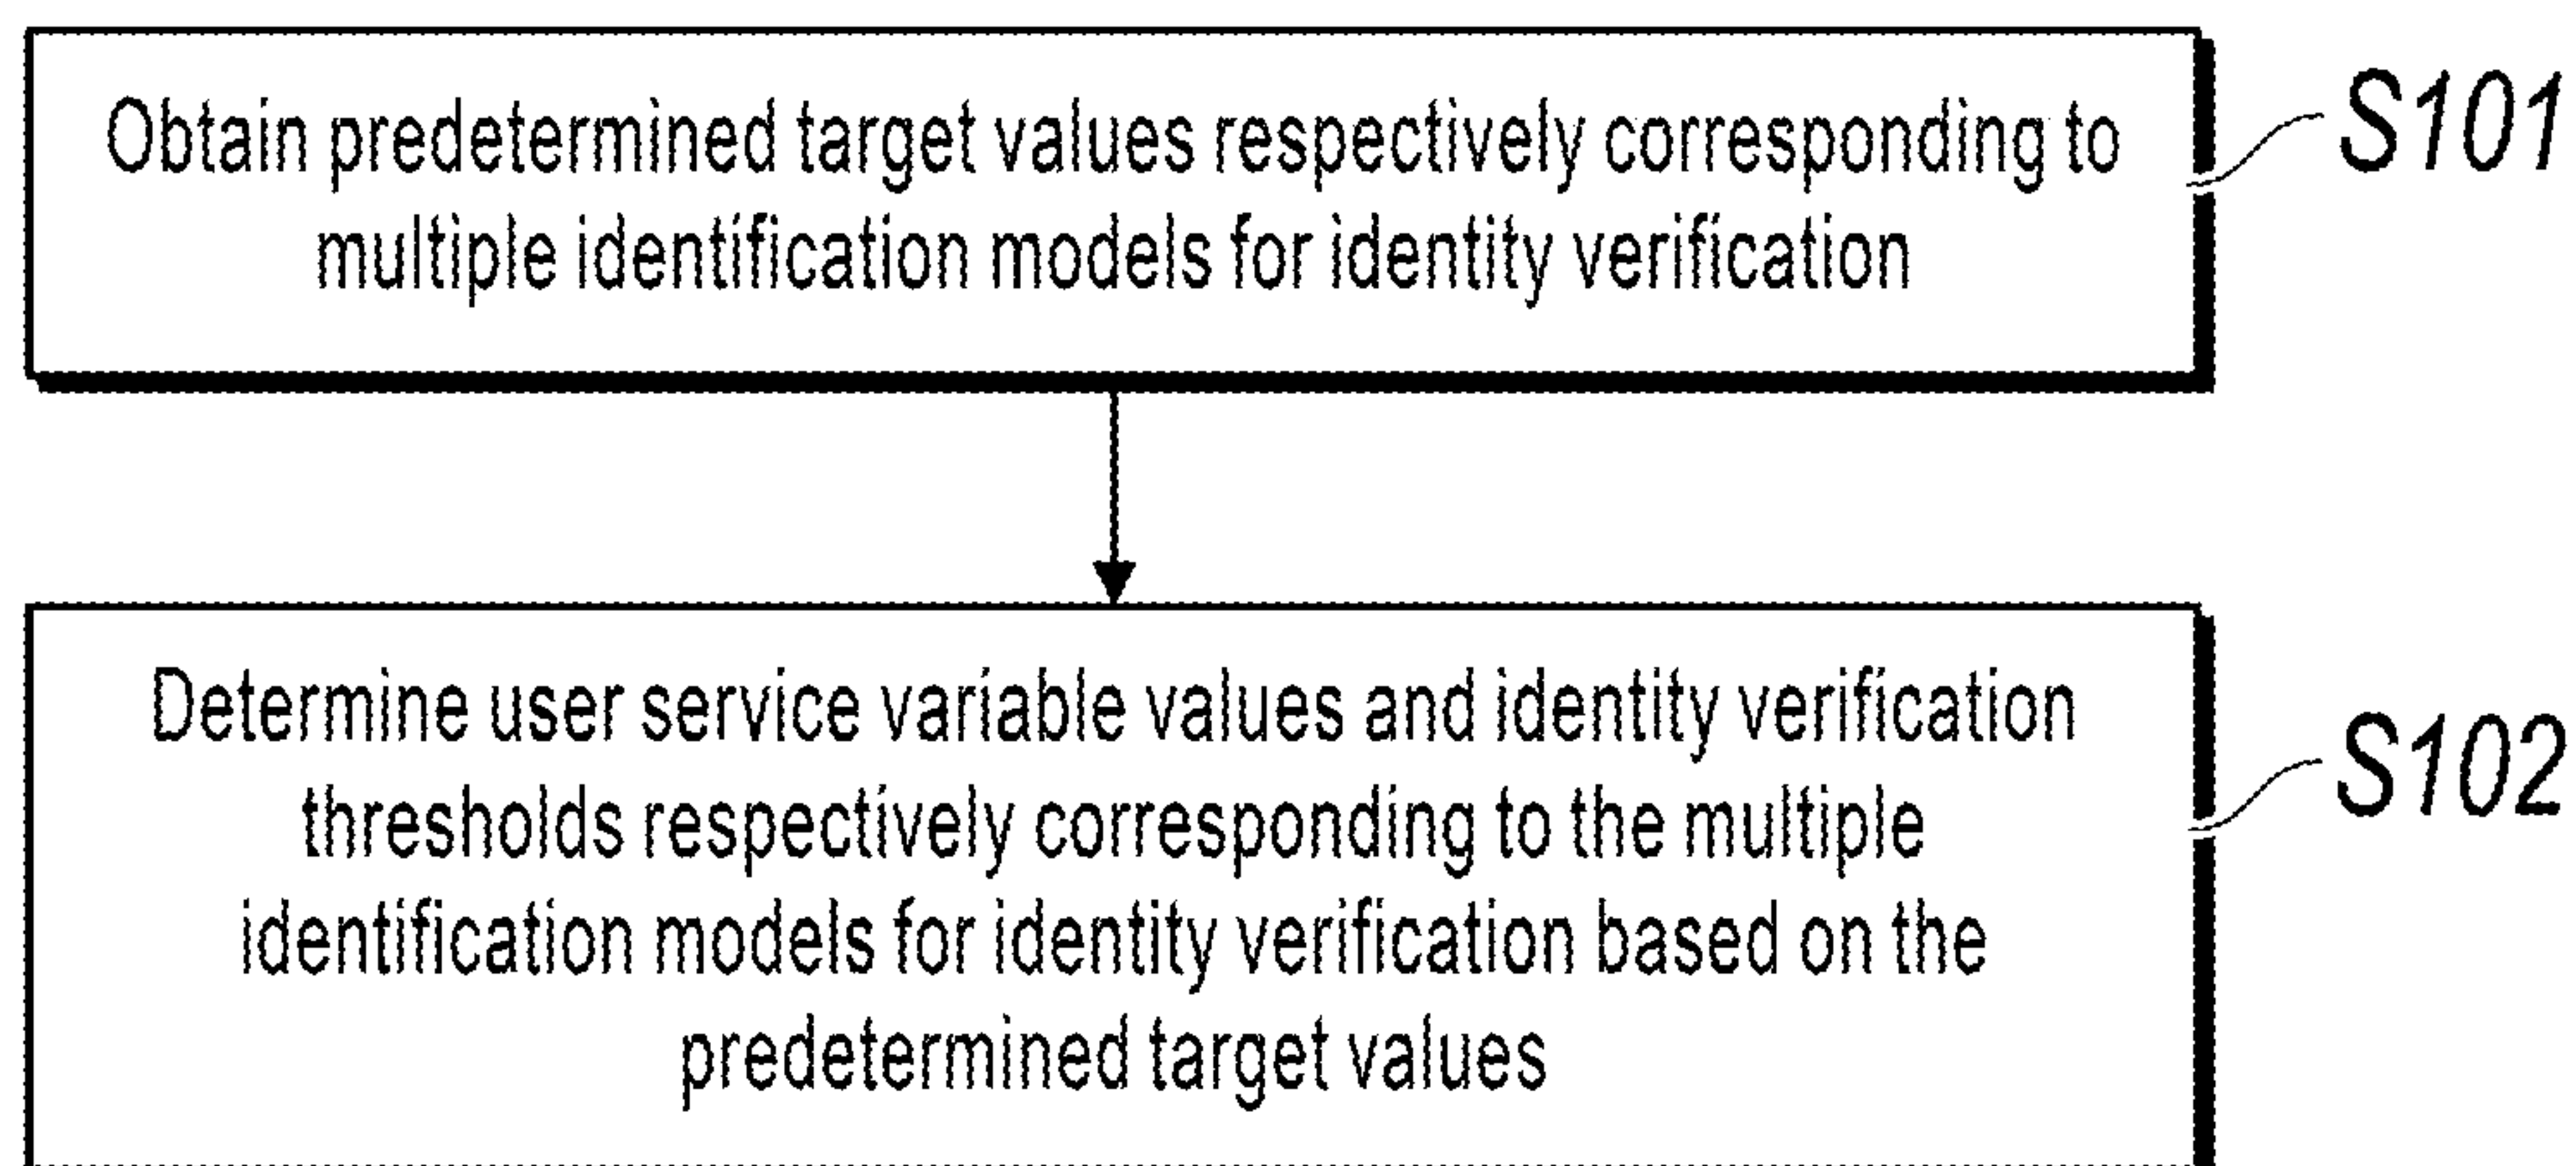 Obtain predetermined target values respectively corresponding to
multiple identification models for identity verification
S101
Determine user service variable values and identity verification
thresholds respectively corresponding to the multiple
identification models for identity verification based on the
predetermined target values
S102